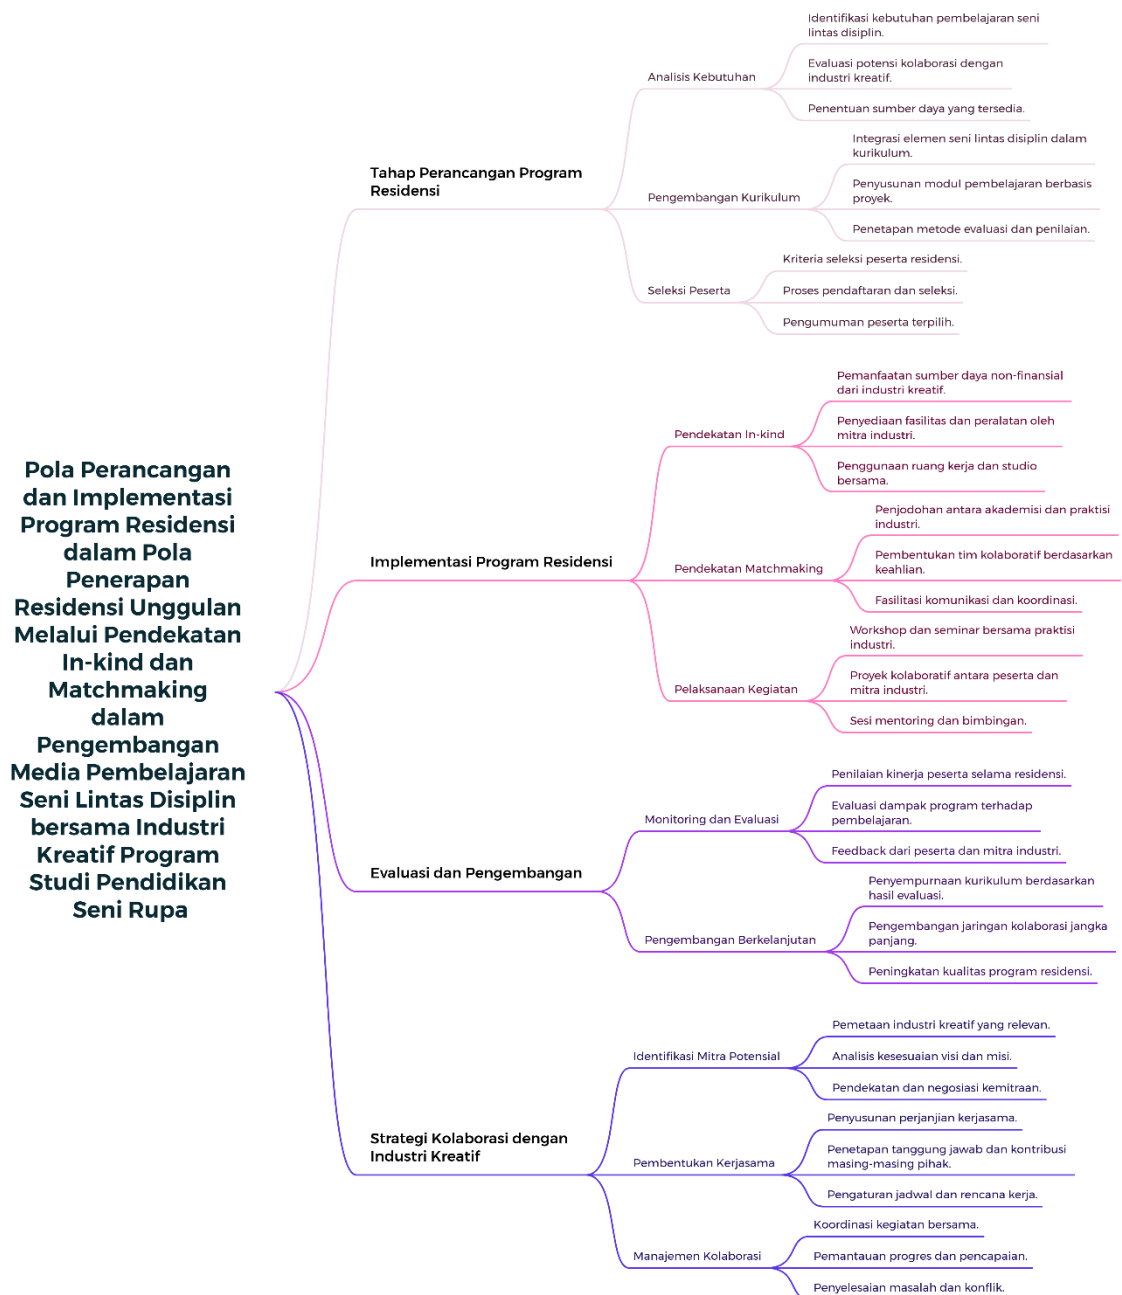 Pola Perancangan
dan Implementasi
Program Residensi
dalam Pola
Penerapan
Residensi Unggulan
Melalui Pendekatan
In-kind dan
Matchmaking
dalam
Pengembangan
Media Pembelajaran
Seni Lintas Disiplin
bersama Industri
Kreatif Program
Studi Pendidikan
Seni Rupa
Tahap Perancangan Program
Residensi
Analisis Kebutuhan
Identifikasi kebutuhan pembelajaran seni
lintas disiplin.
Evaluasi potensi kolaborasi dengan
industri kreatif.
Penentuan sumber daya yang tersedia.
Pengembangan Kurikulum
Integrasi elemen seni lintas disiplin dalam
kurikulum.
Penyusunan modul pembelajaran berbasis
proyek.
Penetapan metode evaluasi dan penilaian.
Seleksi Peserta
Kriteria seleksi peserta residensi.
Proses pendaftaran dan seleksi.
Pengumuman peserta terpilih.
Implementasi Program Residensi
Pendekatan In-kind
Pemanfaatan sumber daya non-finansial
dari industri kreatif.
Penyediaan fasilitas dan peralatan oleh
mitra industri.
Penggunaan ruang kerja dan studio
bersama.
Pendekatan Matchmaking
Penjodohan antara akademisi dan praktisi
industri.
Pembentukan tim kolaboratif berdasarkan
keahlian.
Fasilitasi komunikasi dan koordinasi.
Pelaksanaan Kegiatan
Workshop dan seminar bersama praktisi
industri.
Proyek kolaboratif antara peserta dan
mitra industri.
Sesi mentoring dan bimbingan.
Evaluasi dan Pengembangan
Monitoring dan Evaluasi
Penilaian kinerja peserta selama residensi.
Evaluasi dampak program terhadap
pembelajaran.
Feedback dari peserta dan mitra industri.
Pengembangan Berkelanjutan
Penyempurnaan kurikulum berdasarkan
hasil evaluasi.
Pengembangan jaringan kolaborasi jangka
panjang.
Peningkatan kualitas program residensi.
Strategi Kolaborasi dengan
Industri Kreatif
Identifikasi Mitra Potensial
Pemetaan industri kreatif yang relevan.
Analisis kesesuaian visi dan misi.
Pendekatan dan negosiasi kemitraan.
Pembentukan Kerjasama
Penyusunan perjanjian kerjasama.
Penetapan tanggung jawab dan kontribusi
masing-masing pihak.
Pengaturan jadwal dan rencana kerja.
Manajemen Kolaborasi
Koordinasi kegiatan bersama.
Pemantauan progres dan pencapaian.
Penyelesaian masalah dan konflik.